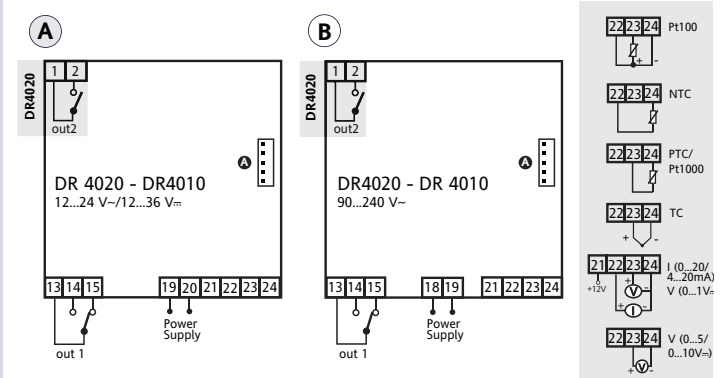 A
DR4020
1 2
out2
A
DR 4020 - DR4010
12...24 V~/12...36 V⎓
13 14 15
19 20 21 22 23 24
out 1
Power
Supply
B
DR4020
1 2
out2
A
DR4020 - DR 4010
90...240 V~
13 14 15
18 19
21 22 23 24
out 1
Power
Supply
22 23 24 Pt100
+ -
22 23 24 NTC
22 23 24 PTC/
Pt1000
22 23 24 TC
+ -
21 22 23 24 I (0...20/
4...20mA)
+12V
+ V -
V (0...1V⎓
+ I -
22 23 24 V (0...5/
0...10V⎓)
+ V -